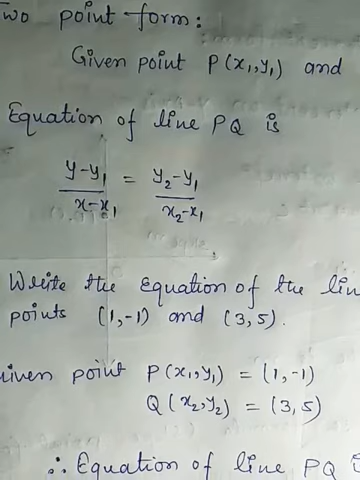 Two point form:
Given point P(x₁,y₁) and
Equation of line PQ is
y-y₁/x-x₁ = y₂-y₁/x₂-x₁
Write the Equation of the lin
points (1,-1) and (3,5).
iven point P(x₁,y₁) = (1,-1)
Q(x₂,y₂) = (3,5)
∴ Equation of line PQ is